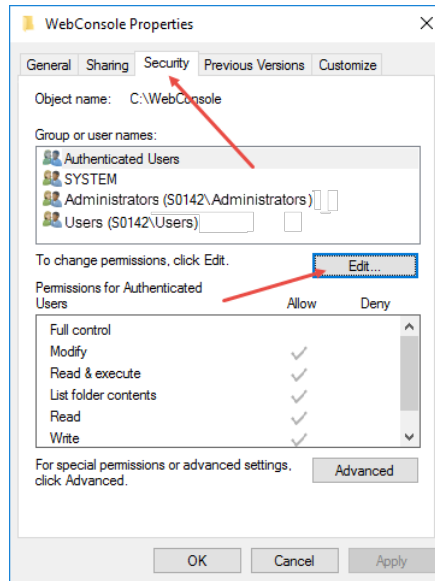 WebConsole Properties
General Sharing Security Previous Versions Customize
Object name: C:\WebConsole
Group or user names:
Authenticated Users
SYSTEM
Administrators (S0142\Administrators)
Users (S0142\Users)
To change permissions, click Edit.
Edit...
Permissions for Authenticated
Users Allow Deny
Full control
Modify
Read & execute
List folder contents
Read
Write
For special permissions or advanced settings,
click Advanced.
Advanced
OK Cancel Apply